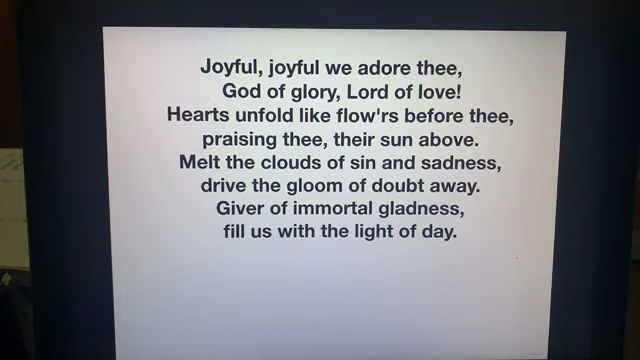 Joyful, joyful we adore thee,
God of glory, Lord of love!
Hearts unfold like flow'rs before thee,
praising thee, their sun above.
Melt the clouds of sin and sadness,
drive the gloom of doubt away.
Giver of immortal gladness,
fill us with the light of day.